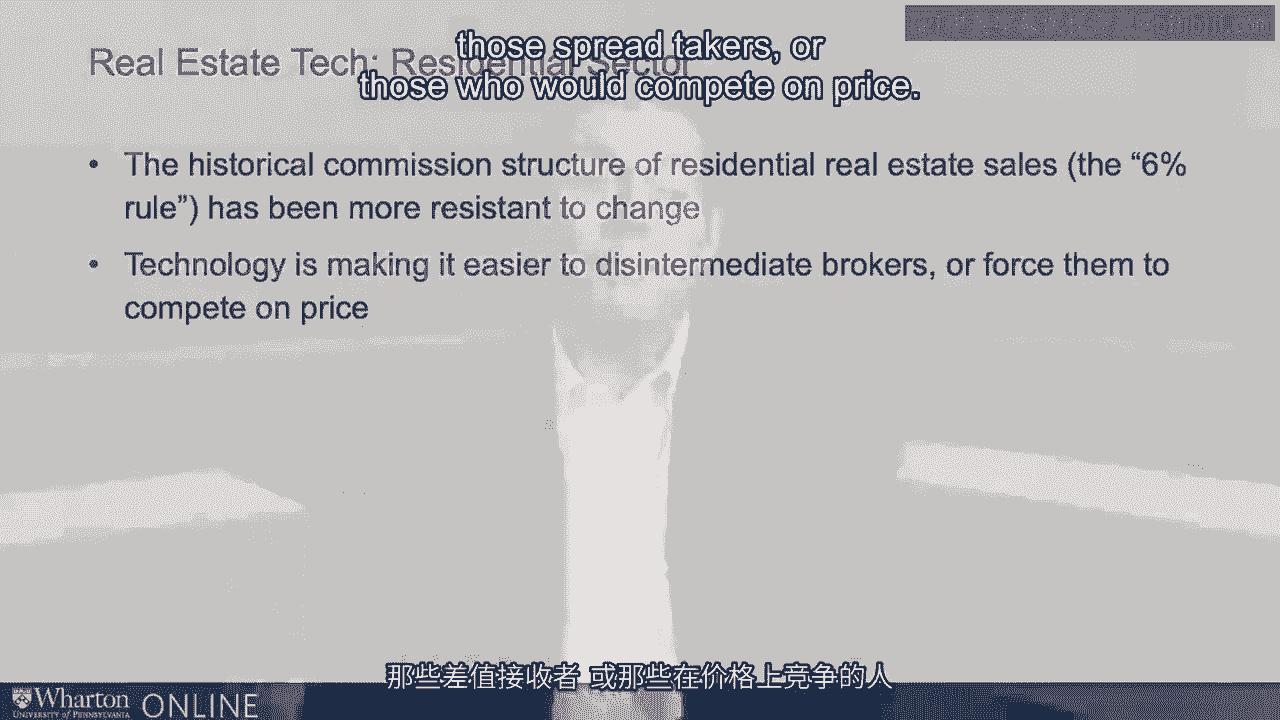 those spread takers, or
those who would compete on price.
Real Estate Tech: Residential Sector
• The historical commission structure of residential real estate sales (the “6%
rule”) has been more resistant to change
• Technology is making it easier to disintermediate brokers, or force them to
compete on price
那些差值接收者 或那些在价格上竞争的人
Wharton
UNIVERSITY of PENNSYLVANIA
ONLINE